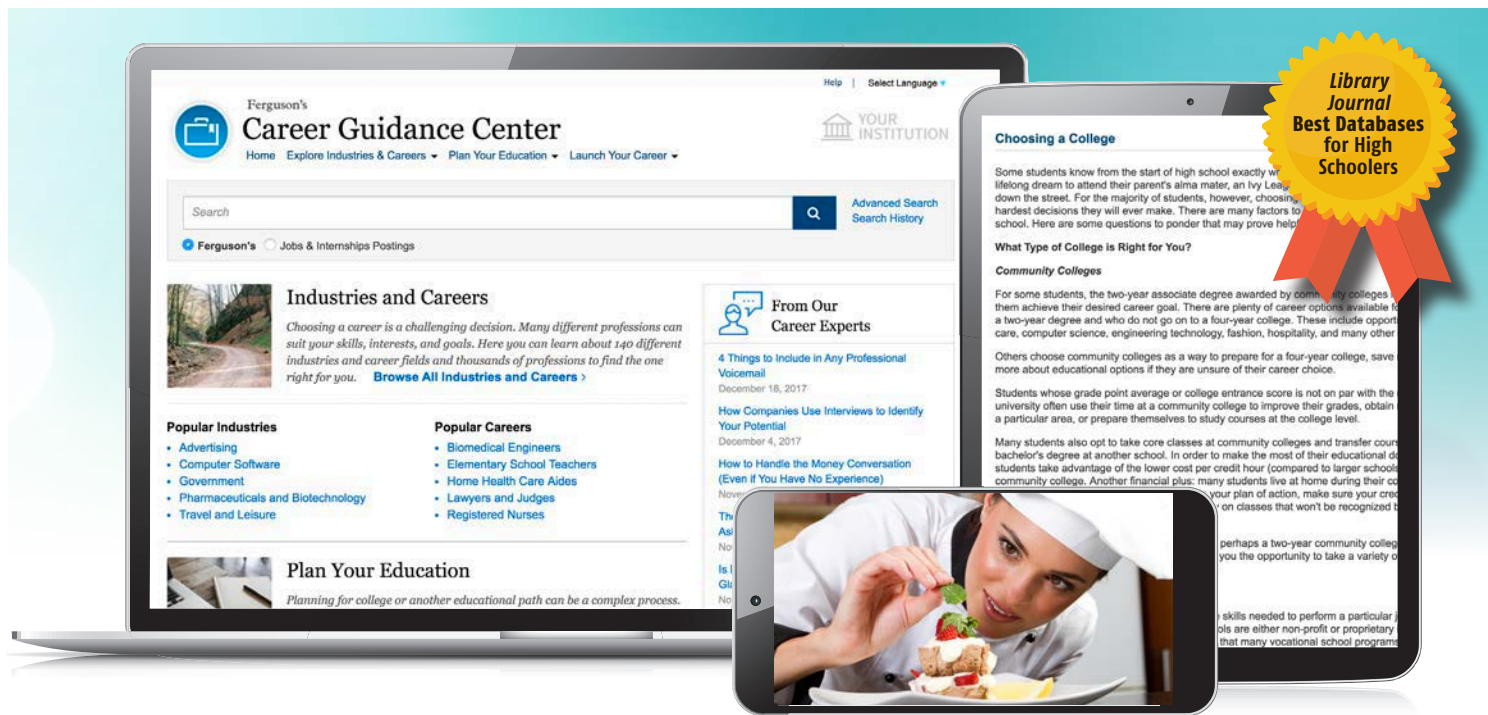 Help | Select Language
Ferguson's
Career Guidance Center
YOUR
INSTITUTION
Home Explore Industries & Careers Plan Your Education Launch Your Career
Search
Advanced Search
Search History
Ferguson's Jobs & Internships Postings
Industries and Careers
Choosing a career is a challenging decision. Many different professions can
suit your skills, interests, and goals. Here you can learn about 140 different
industries and career fields and thousands of professions to find the one
right for you. Browse All Industries and Careers >
Popular Industries
• Advertising
• Computer Software
• Government
• Pharmaceuticals and Biotechnology
• Travel and Leisure
Popular Careers
• Biomedical Engineers
• Elementary School Teachers
• Home Health Care Aides
• Lawyers and Judges
• Registered Nurses
Plan Your Education
Planning for college or another educational path can be a complex process.
From Our
Career Experts
4 Things to Include in Any Professional
Voicemail
December 18, 2017
How Companies Use Interviews to Identify
Your Potential
December 4, 2017
How to Handle the Money Conversation
(Even if You Have No Experience)
Is
Choosing a College
Some students know from the start of high school exactly
lifelong dream to attend their parent's alma mater, an Ivy
down the street. For the majority of students, however, choosing
hardest decisions they will ever make. There are many factors to
school. Here are some questions to ponder that may prove
What Type of College is Right for You?
Community Colleges
For some students, the two-year associate degree awarded by community colleges
them achieve their desired career goal. There are plenty of career options available
a two-year degree and who do not go on to a four-year college. These include
care, computer science, engineering technology, fashion, hospitality, and many other
Others choose community colleges as a way to prepare for a four-year college, save
more about educational options if they are unsure of their career choice.
Students whose grade point average or college entrance score is not on par with the
university often use their time at a community college to improve their grades, obtain
a particular area, or prepare themselves to study courses at the college level.
Many students also opt to take core classes at community colleges and transfer
bachelor's degree at another school. In order to make the most of their educational
students take advantage of the lower cost per credit hour (compared to larger schools
community college. Another financial plus: many students live at home during their
your plan of action, make sure your
on classes that won't be recognized
perhaps a two-year community
you the opportunity to take a variety
skills needed to perform a particular
are either non-profit or proprietary
that many vocational school programs
Library
Journal
Best Databases
for High
Schoolers